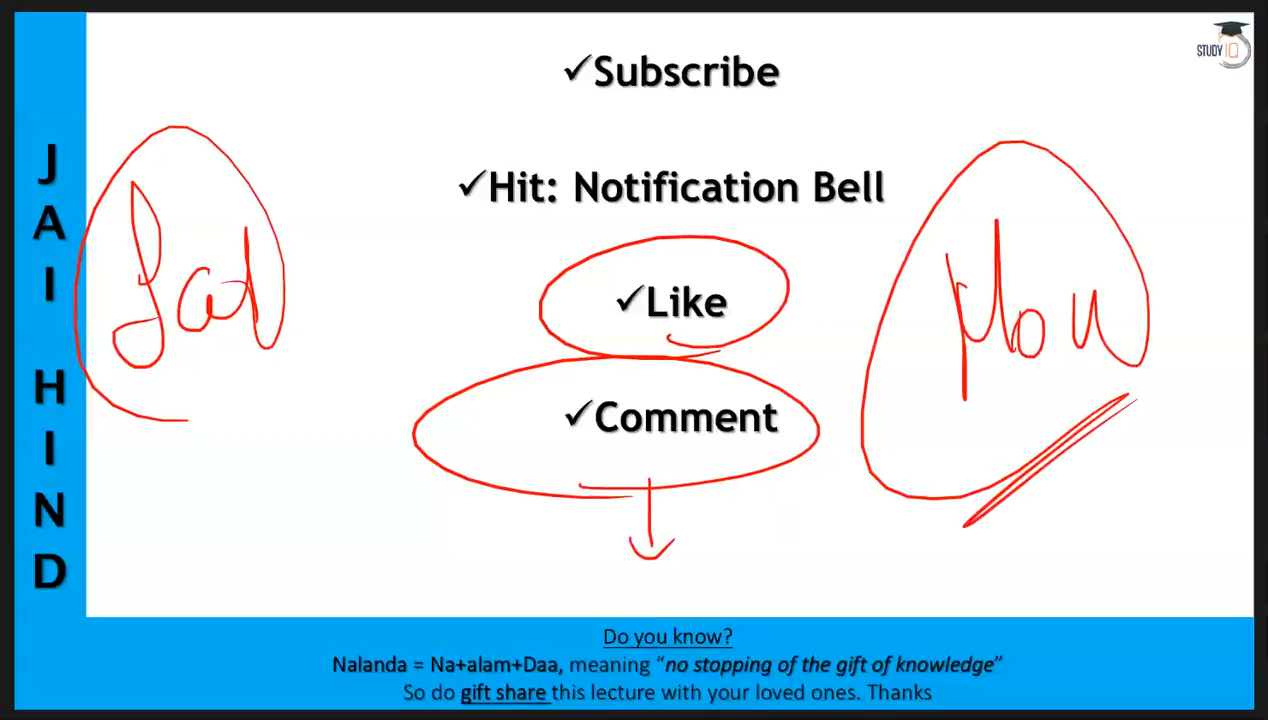 STUDY IQ
✓Subscribe
✓Hit: Notification Bell
✓Like
✓Comment
JAI HIND
Do you know?
Nalanda = Na+alam+Daa, meaning “no stopping of the gift of knowledge”
So do gift share this lecture with your loved ones. Thanks